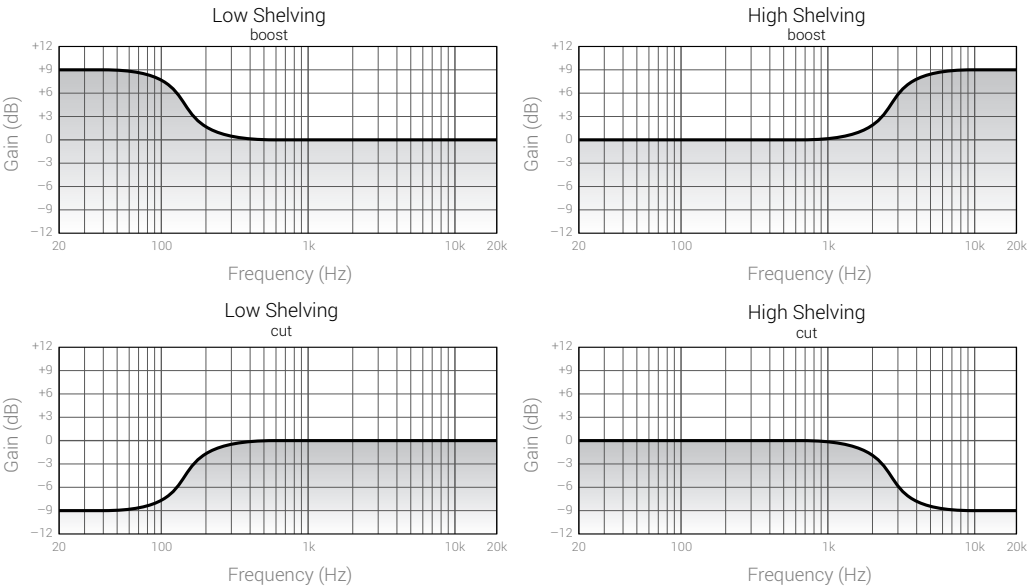 Low Shelving
boost
+12
+9
+6
+3
0
−3
−6
−9
−12
Gain (dB)
20 100 1k 10k 20k
Frequency (Hz)
High Shelving
boost
+12
+9
+6
+3
0
−3
−6
−9
−12
Gain (dB)
20 100 1k 10k 20k
Frequency (Hz)
Low Shelving
cut
+12
+9
+6
+3
0
−3
−6
−9
−12
Gain (dB)
20 100 1k 10k 20k
Frequency (Hz)
High Shelving
cut
+12
+9
+6
+3
0
−3
−6
−9
−12
Gain (dB)
20 100 1k 10k 20k
Frequency (Hz)